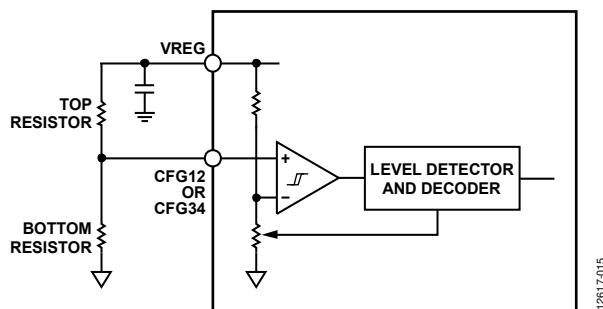 VREG
TOP
RESISTOR
+
CFG12
OR
CFG34
−
LEVEL DETECTOR
AND DECODER
BOTTOM
RESISTOR
12617-015